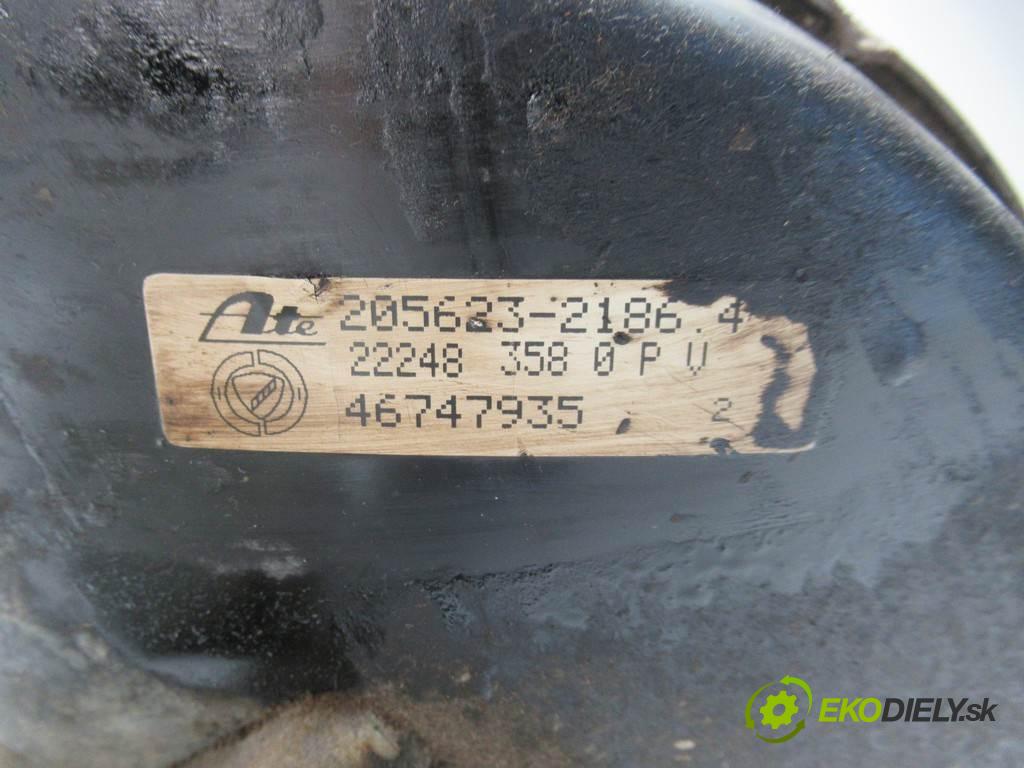 Ate 205623-2186.4
22248 358 0 P V
46747935 2
EKODIELY.sk